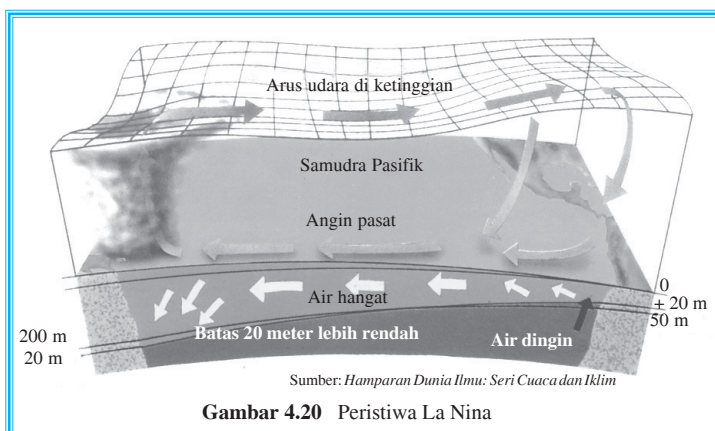 Arus udara di ketinggian
Samudra Pasifik
Angin pasat
0
+ 20 m
50 m
Air hangat
200 m
20 m
Batas 20 meter lebih rendah
Air dingin
Sumber: Hamparan Dunia Ilmu: Seri Cuaca dan Iklim
Gambar 4.20 Peristiwa La Nina